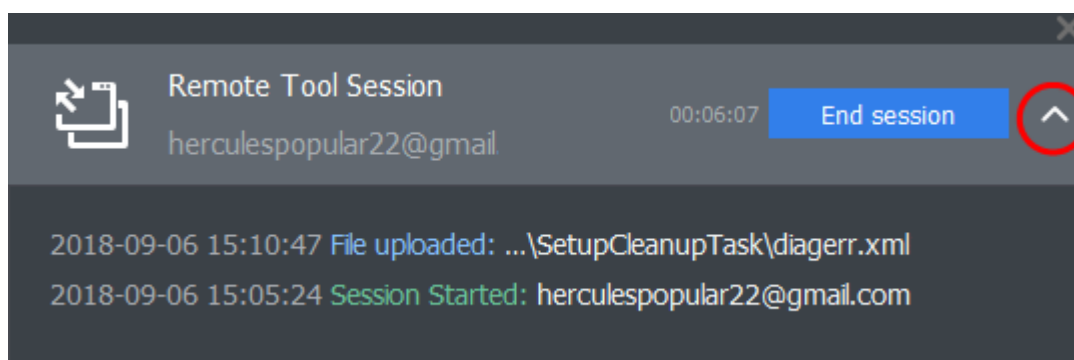 Remote Tool Session
00:06:07 End session
herculespopular22@gmail.
2018-09-06 15:10:47 File uploaded: ...\SetupCleanupTask\diagerr.xml
2018-09-06 15:05:24 Session Started: herculespopular22@gmail.com